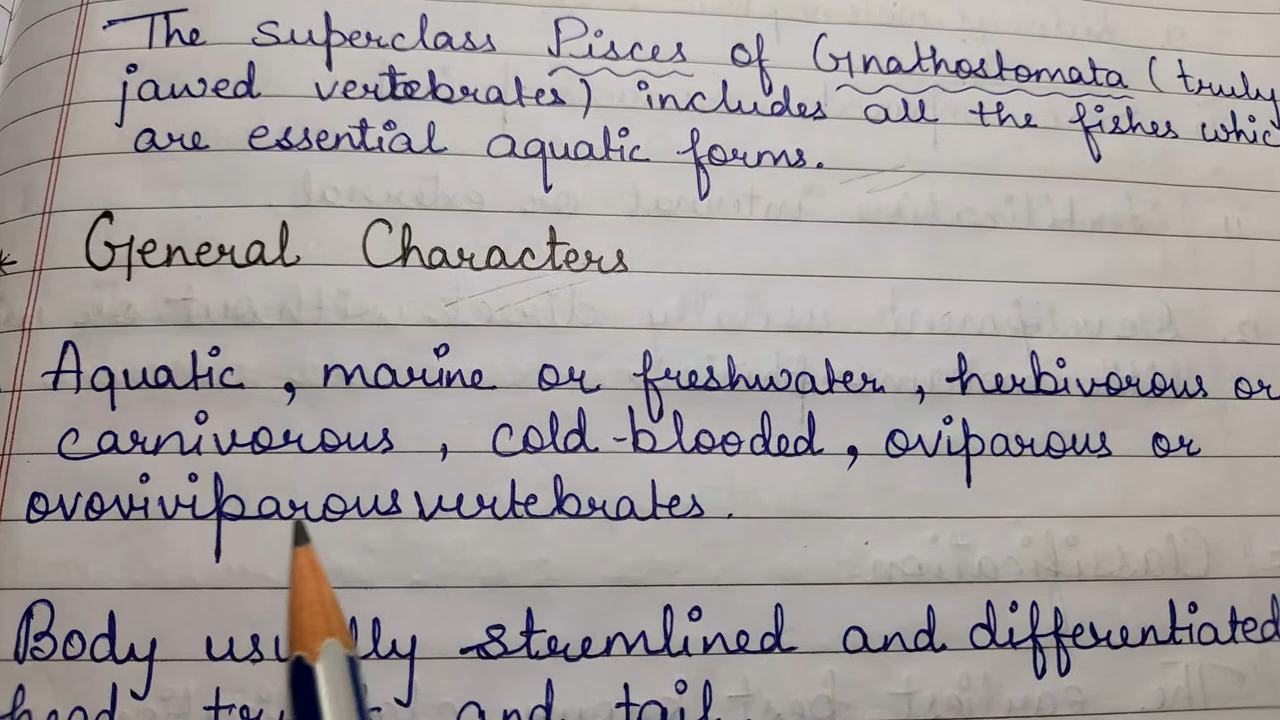 The Superclass Pisces of Gnathostomata (truly
jawed vertebrates) includes all the fishes whic
are essential aquatic forms.
General Characters
Aquatic, marine or freshwater, herbivorous or
carnivorous, cold-blooded, oviparous or
ovoviviparous vertebrates.
Body usually streamlined and differentiated
head and tail.